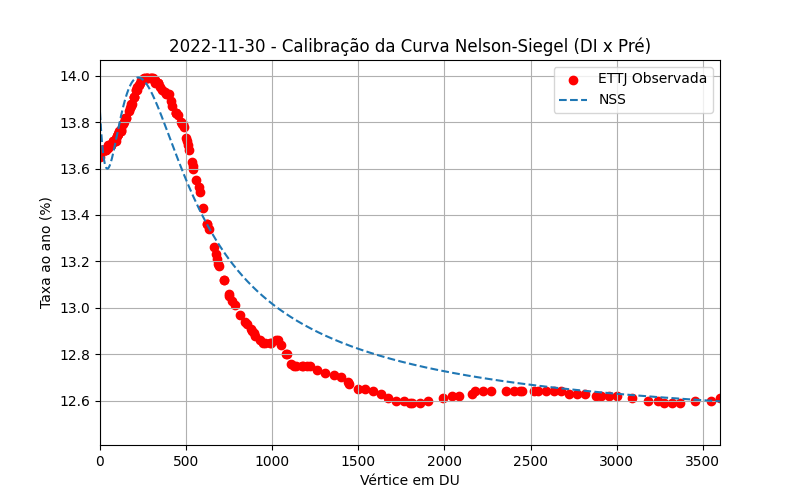 2022-11-30 - Calibração da Curva Nelson-Siegel (DI x Pré)
ETTJ Observada
NSS
Taxa ao ano (%)
14.0
13.8
13.6
13.4
13.2
13.0
12.8
12.6
0 500 1000 1500 2000 2500 3000 3500
Vértice em DU